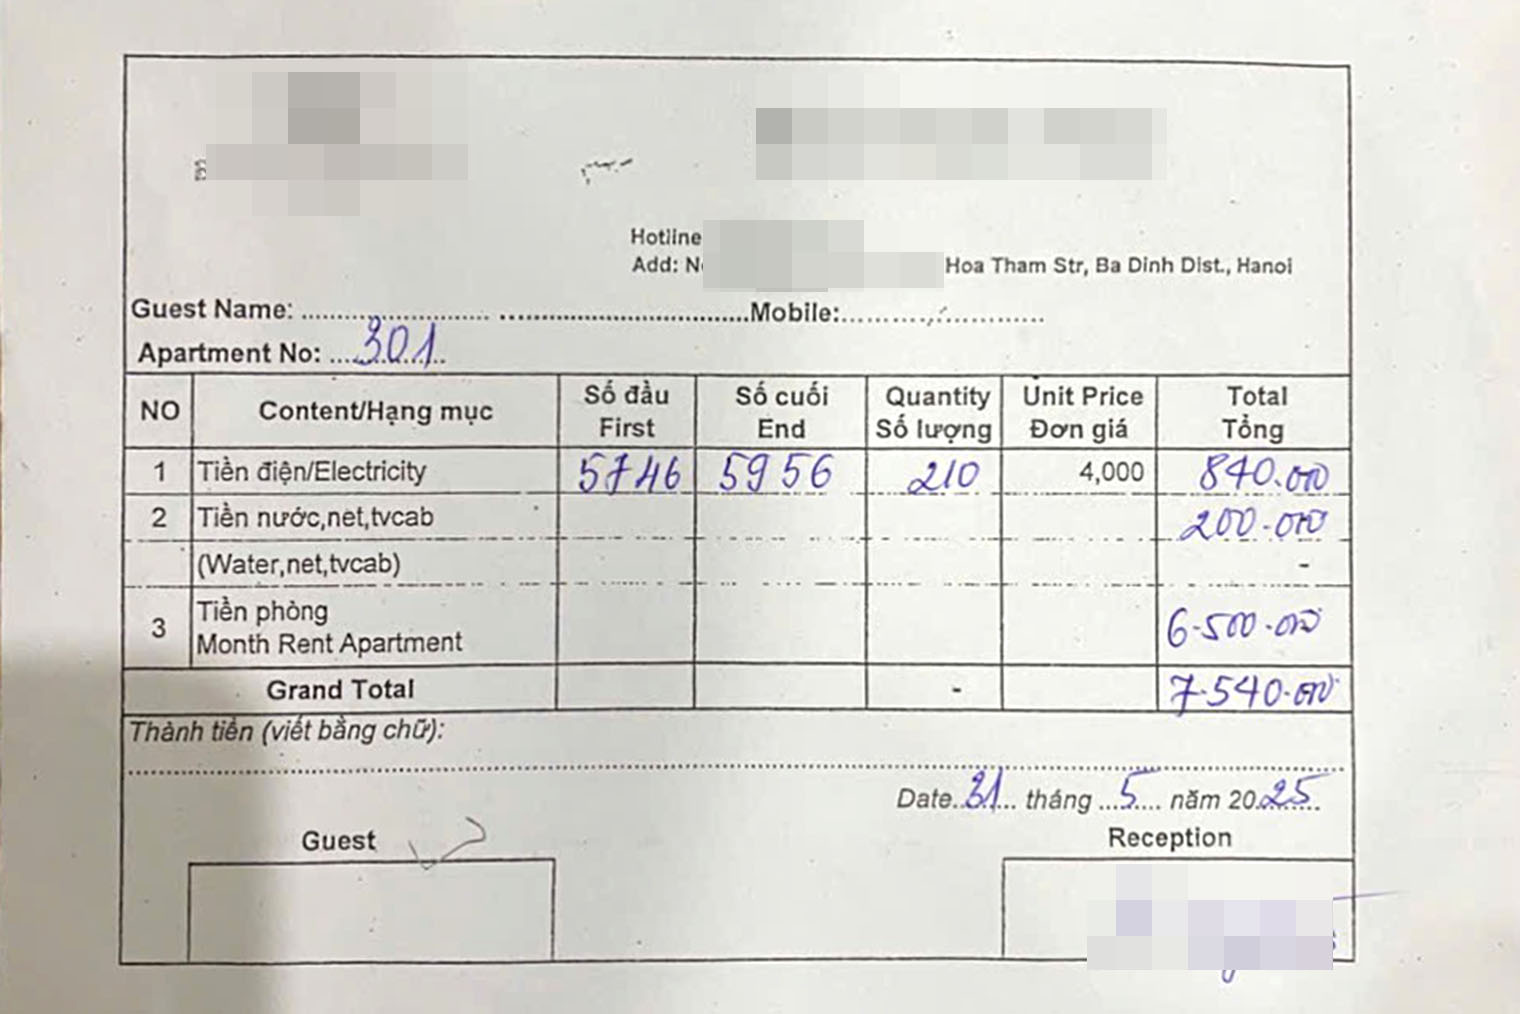 Hotline
Add: N Hoa Tham Str, Ba Dinh Dist., Hanoi
Guest Name: ................................................................Mobile:..............................
Apartment No: ....301....
NO Content/Hạng mục Số đầu First Số cuối End Quantity Số lượng Unit Price Đơn giá Total Tổng
1 Tiền điện/Electricity 5746 5956 210 4,000 840.000
2 Tiền nước,net,tvcab 200.000
(Water,net,tvcab) -
3 Tiền phòng 6.500.000
Month Rent Apartment
Grand Total - 7.540.000
Thành tiền (viết bằng chữ):
Date..31.... tháng ...5.... năm 20.25.....
Guest Reception